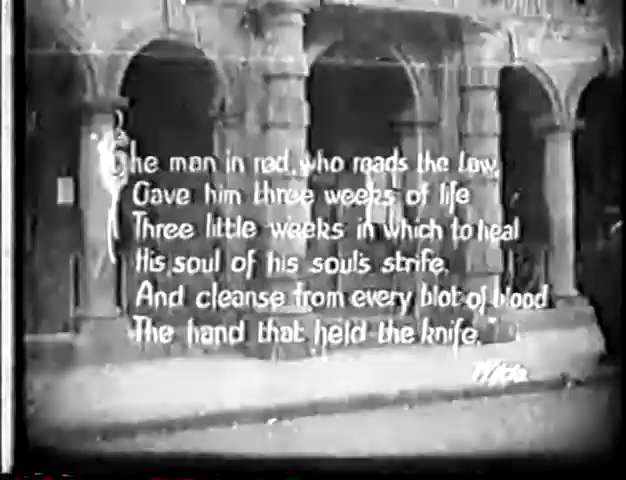 The man in red, who reads the Law,
Gave him three weeks of life
Three little weeks in which to heal
His soul of his soul's strife.
And cleanse from every blot of blood
The hand that held the knife."
Wilde